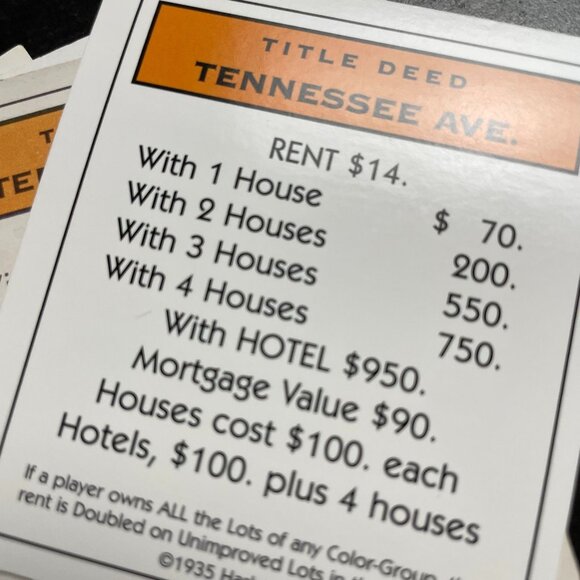 TITLE DEED
TENNESSEE AVE.
RENT $14.
With 1 House $ 70.
With 2 Houses 200.
With 3 Houses 550.
With 4 Houses 750.
With HOTEL $950.
Mortgage Value $90.
Houses cost $100. each
Hotels, $100. plus 4 houses
If a player owns ALL the Lots of any Color-Group,
rent is Doubled on Unimproved Lots in
©1935